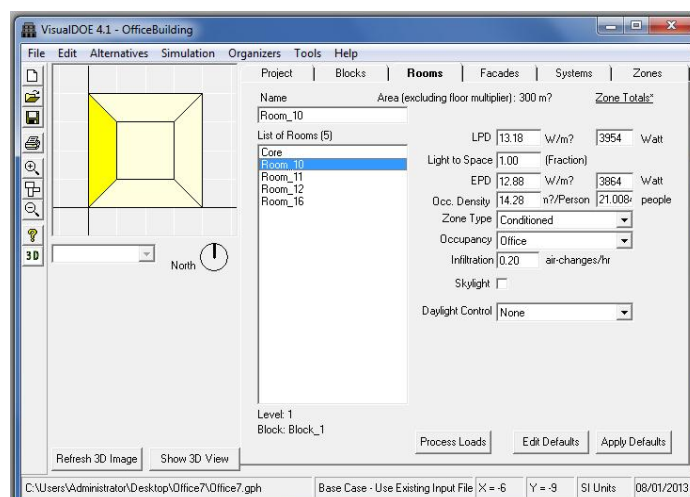 VisualDOE 4.1 - OfficeBuilding
File Edit Alternatives Simulation Organizers Tools Help
Project Blocks Rooms Facades Systems Zones
Name Area (excluding floor multiplier) : 300 m? Zone Totals*
Room_10
List of Rooms (5)
Core
Room_10
Room_11
Room_12
Room_16
LPD 13.18 W/m? 3954 Watt
Light to Space 1.00 (Fraction)
EPD 12.88 W/m? 3864 Watt
Occ. Density 14.28 m?/Person 21.008 people
Zone Type Conditioned
Occupancy Office
Infiltration 0.20 air-changes/hr
Skylight
Daylight Control None
North
3D
Level: 1
Block: Block_1
Process Loads Edit Defaults Apply Defaults
Refresh 3D Image Show 3D View
C:\Users\Administrator\Desktop\Office7\Office7.gph Base Case - Use Existing Input File X = -6 Y = -9 SI Units 08/01/2013